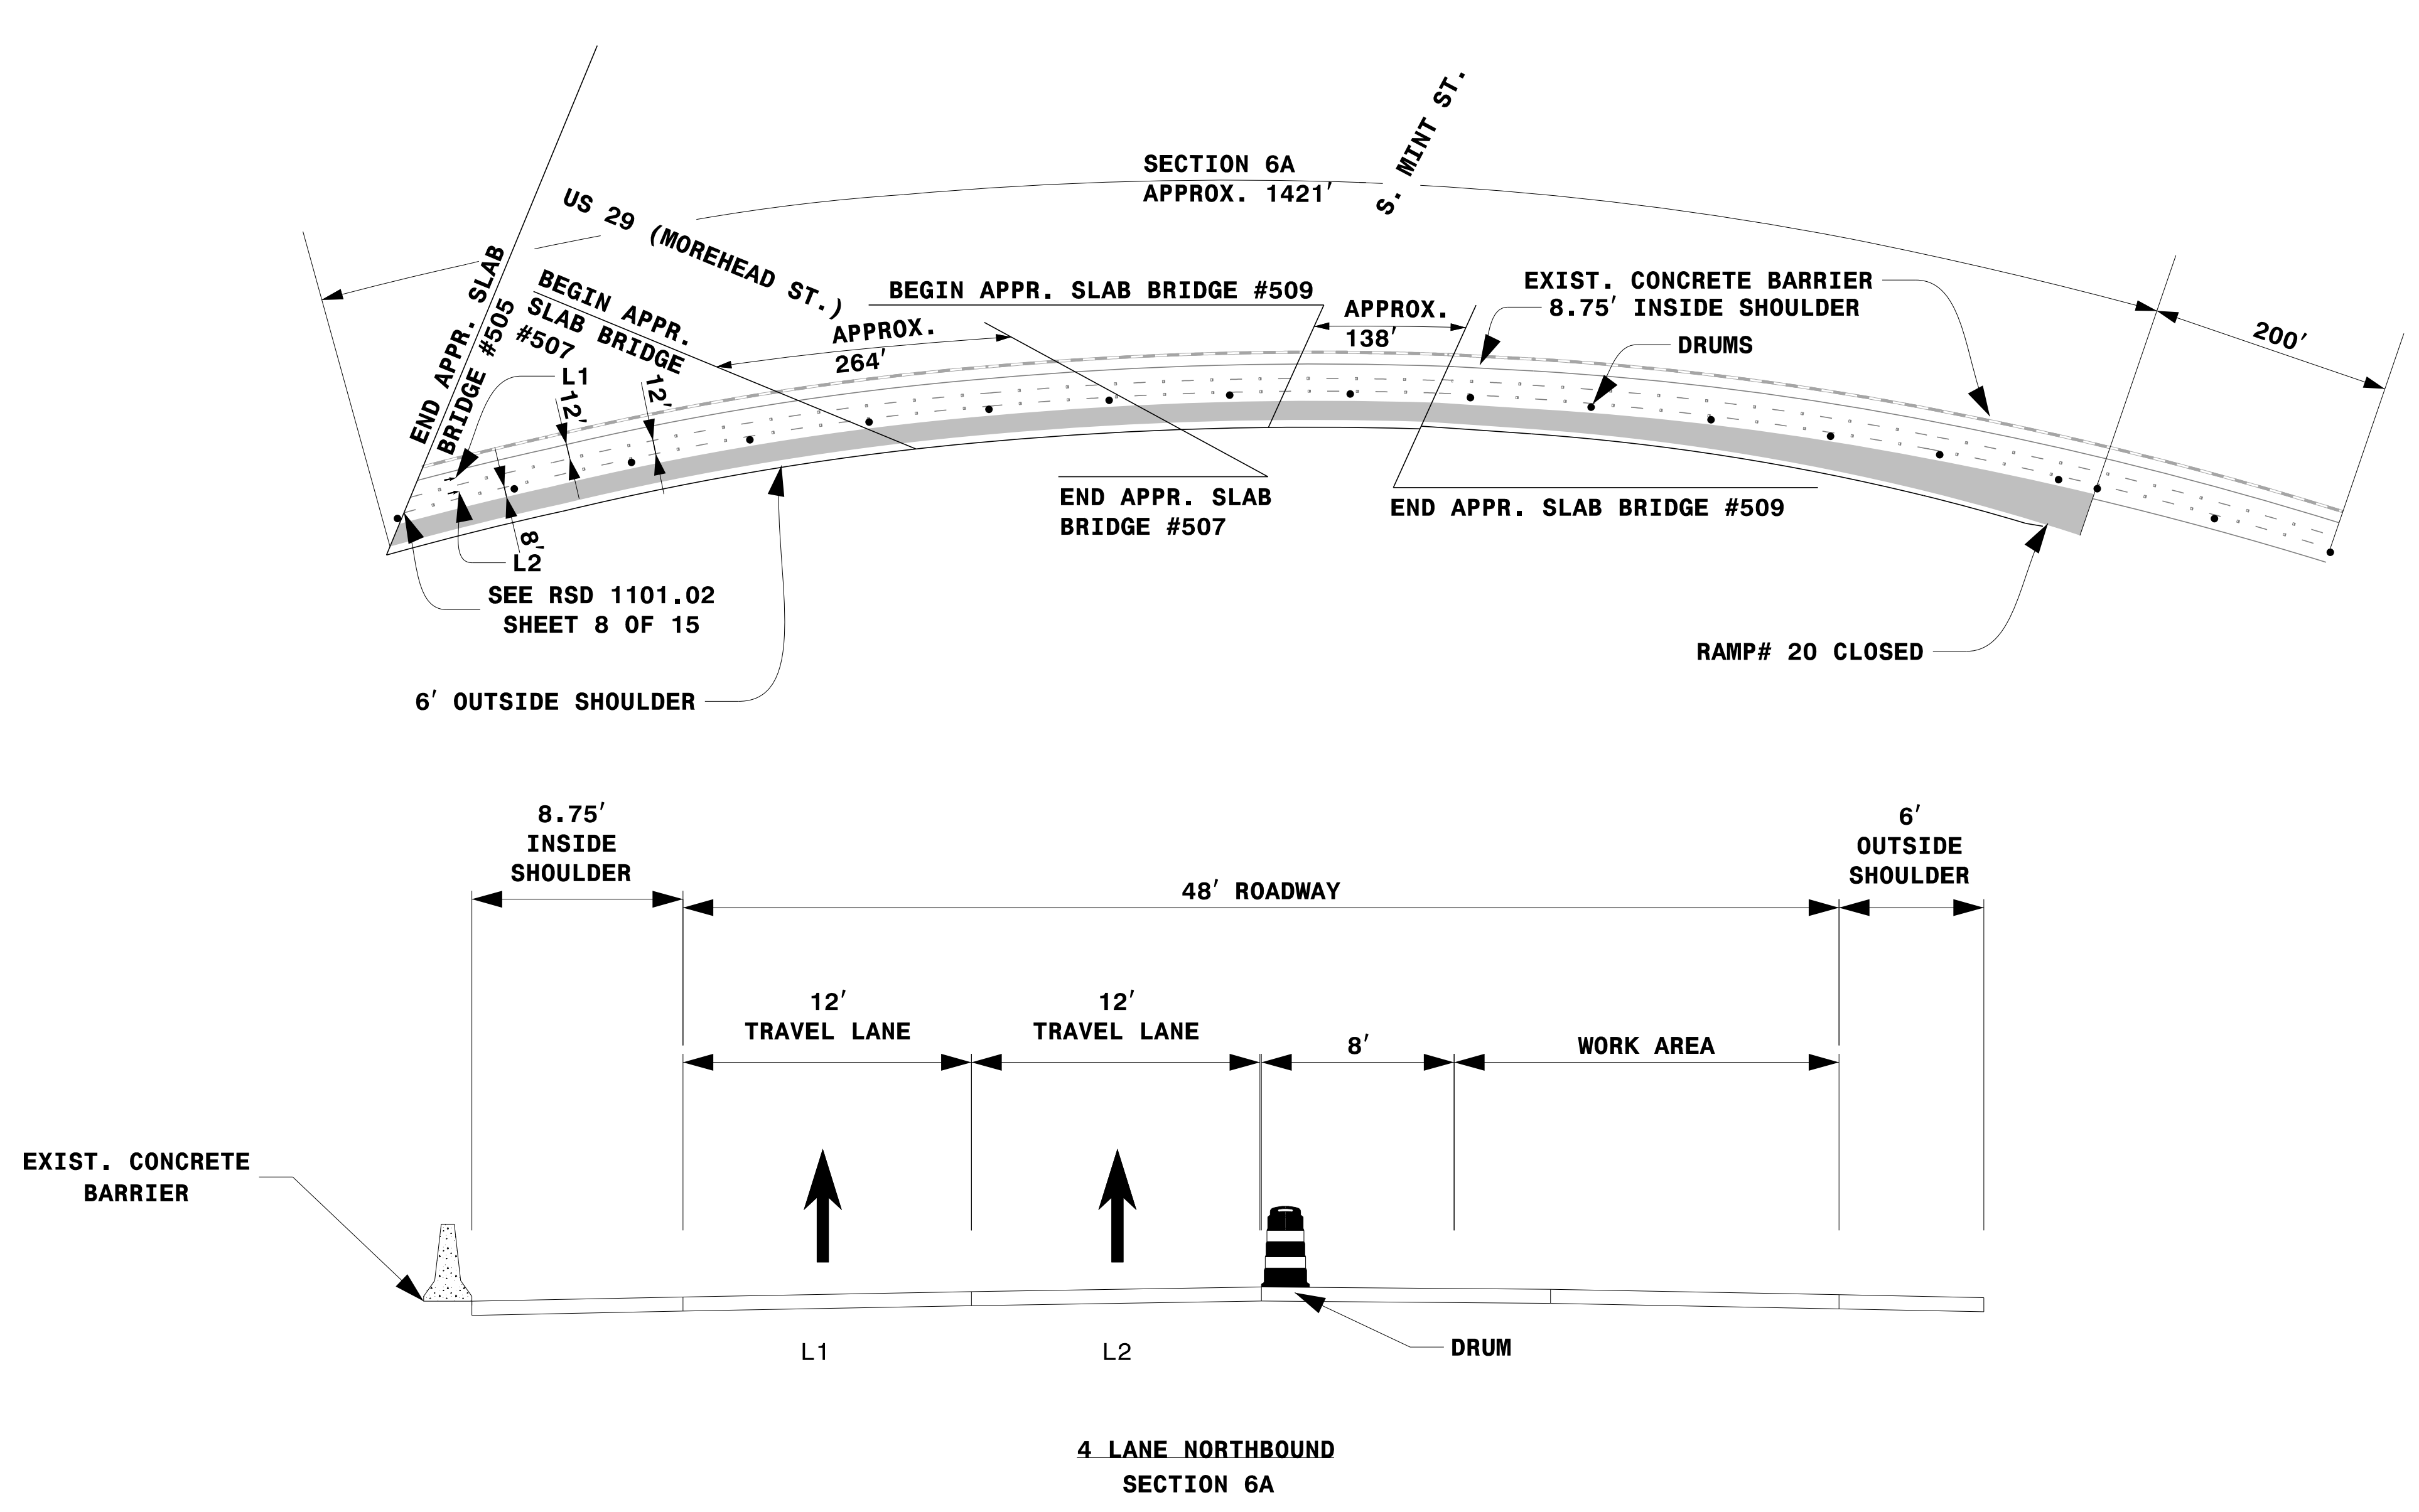 SECTION 6A
APPROX. 1421′
S. MINT ST.
US 29 (MOREHEAD ST.)
END APPR. SLAB
BRIDGE #505
BEGIN APPR.
SLAB BRIDGE
#507
APPROX.
264′
BEGIN APPR. SLAB BRIDGE #509
APPROX.
138′
EXIST. CONCRETE BARRIER
8.75′ INSIDE SHOULDER
DRUMS
200′
L1
12′
12′
8′
L2
SEE RSD 1101.02
SHEET 8 OF 15
6′ OUTSIDE SHOULDER
END APPR. SLAB
BRIDGE #507
END APPR. SLAB BRIDGE #509
RAMP# 20 CLOSED
8.75′
INSIDE
SHOULDER
48′ ROADWAY
6′
OUTSIDE
SHOULDER
12′
TRAVEL LANE
12′
TRAVEL LANE
8′
WORK AREA
EXIST. CONCRETE
BARRIER
L1
L2
DRUM
4 LANE NORTHBOUND
SECTION 6A